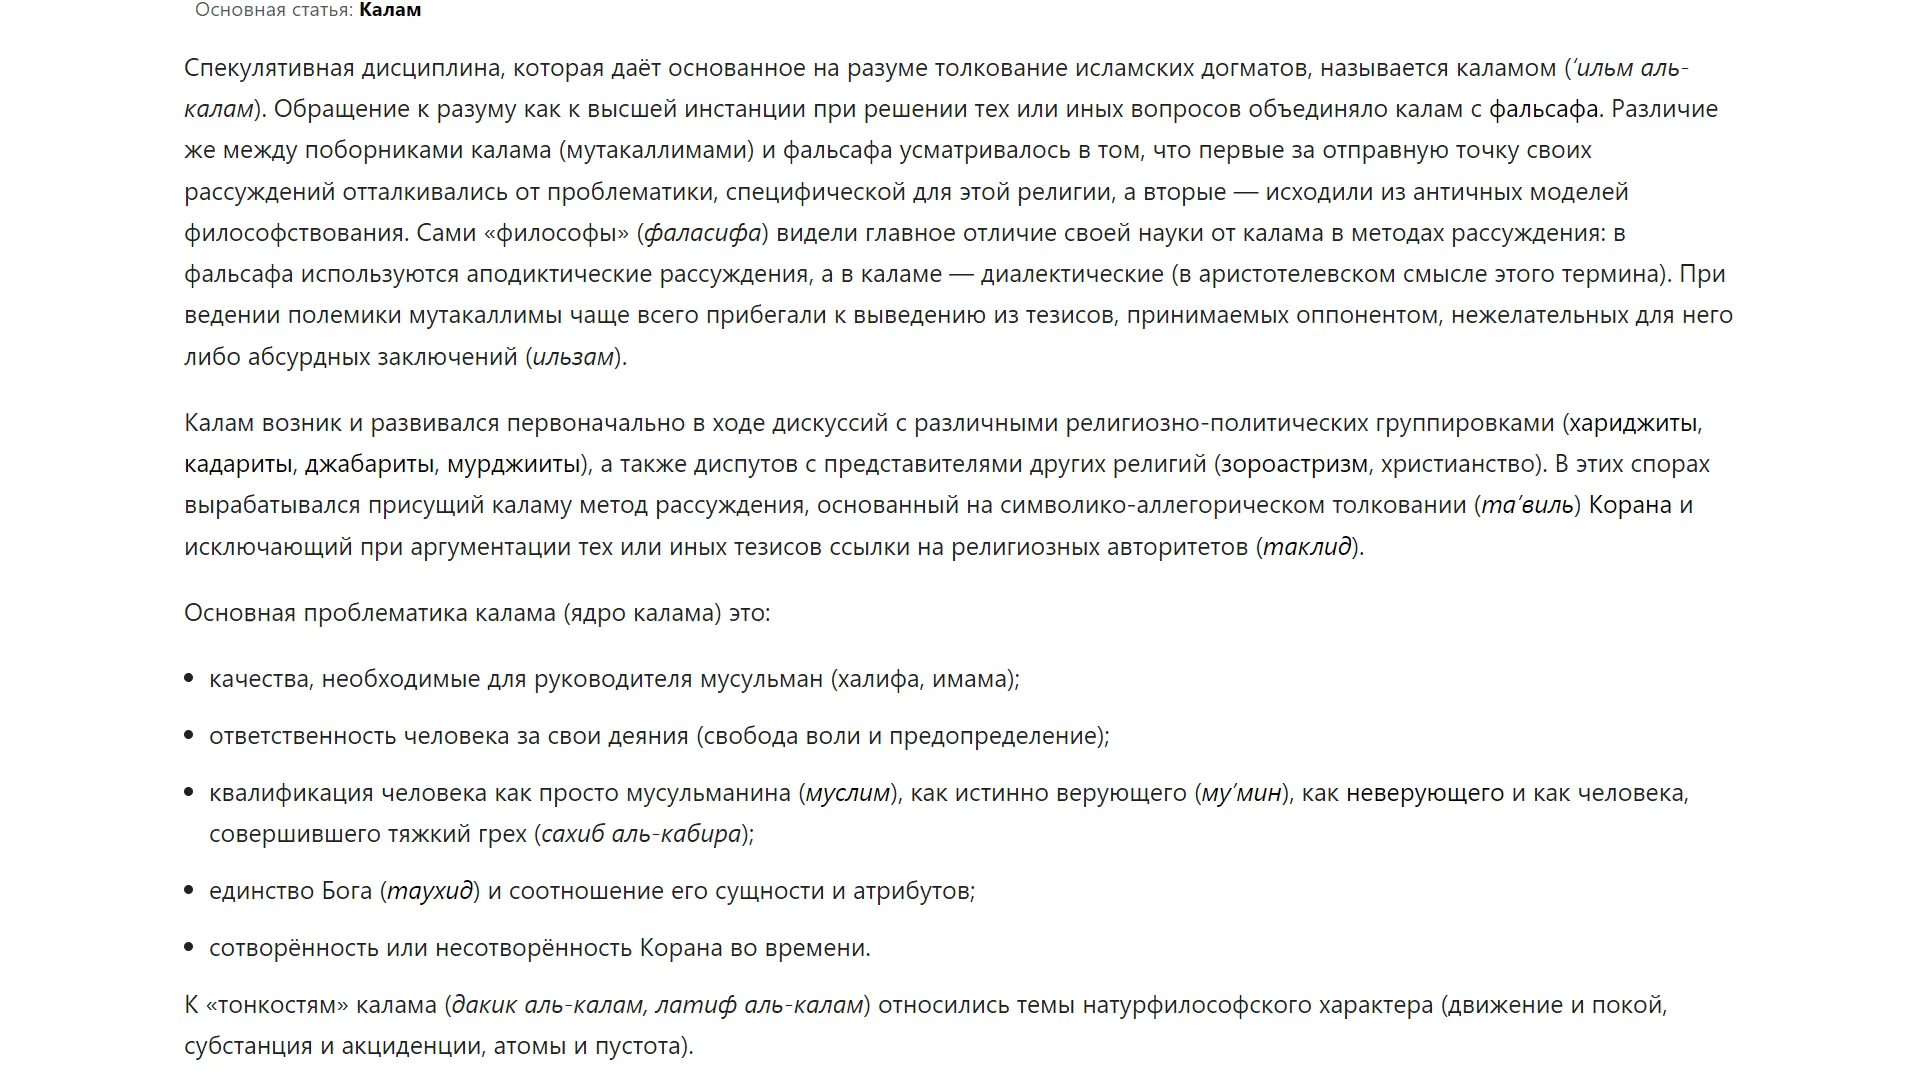 Основная статья: Калам
Спекулятивная дисциплина, которая даёт основанное на разуме толкование исламских догматов, называется каламом (‘ильм аль-
калам). Обращение к разуму как к высшей инстанции при решении тех или иных вопросов объединяло калам с фальсафа. Различие
же между поборниками калама (мутакаллимами) и фальсафа усматривалось в том, что первые за отправную точку своих
рассуждений отталкивались от проблематики, специфической для этой религии, а вторые — исходили из античных моделей
философствования. Сами «философы» (фаласифа) видели главное отличие своей науки от калама в методах рассуждения: в
фальсафа используются аподиктические рассуждения, а в каламе — диалектические (в аристотелевском смысле этого термина). При
ведении полемики мутакаллимы чаще всего прибегали к выведению из тезисов, принимаемых оппонентом, нежелательных для него
либо абсурдных заключений (ильзам).
Калам возник и развивался первоначально в ходе дискуссий с различными религиозно-политических группировками (хариджиты,
кадариты, джабариты, мурджииты), а также диспутов с представителями других религий (зороастризм, христианство). В этих спорах
вырабатывался присущий каламу метод рассуждения, основанный на символико-аллегорическом толковании (та’виль) Корана и
исключающий при аргументации тех или иных тезисов ссылки на религиозных авторитетов (таклид).
Основная проблематика калама (ядро калама) это:
• качества, необходимые для руководителя мусульман (халифа, имама);
• ответственность человека за свои деяния (свобода воли и предопределение);
• квалификация человека как просто мусульманина (муслим), как истинно верующего (му’мин), как неверующего и как человека,
совершившего тяжкий грех (сахиб аль-кабира);
• единство Бога (таухид) и соотношение его сущности и атрибутов;
• сотворённость или несотворённость Корана во времени.
К «тонкостям» калама (дакик аль-калам, латиф аль-калам) относились темы натурфилософского характера (движение и покой,
субстанция и акциденции, атомы и пустота).